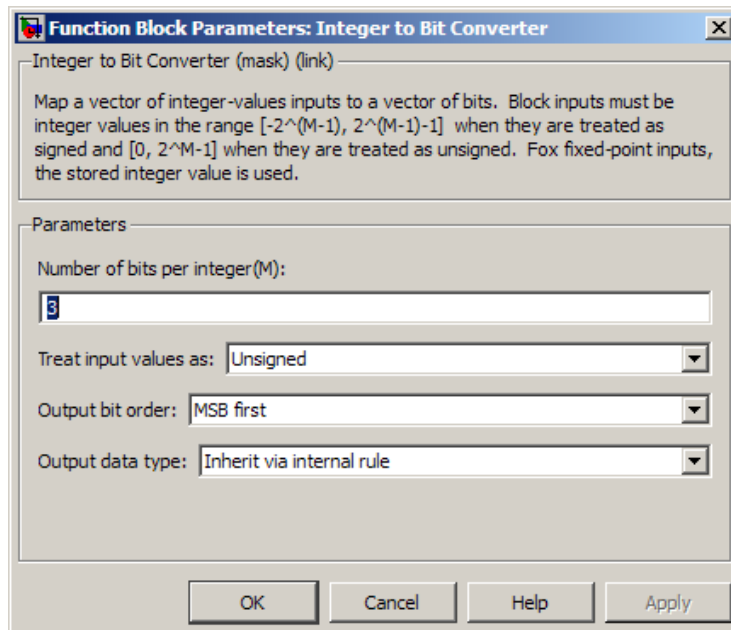 Function Block Parameters: Integer to Bit Converter
Integer to Bit Converter (mask) (link)
Map a vector of integer-values inputs to a vector of bits. Block inputs must be
integer values in the range [-2^(M-1), 2^(M-1)-1] when they are treated as
signed and [0, 2^M-1] when they are treated as unsigned. Fox fixed-point inputs,
the stored integer value is used.
Parameters
Number of bits per integer(M):
3
Treat input values as: Unsigned
Output bit order: MSB first
Output data type: Inherit via internal rule
OK Cancel Help Apply